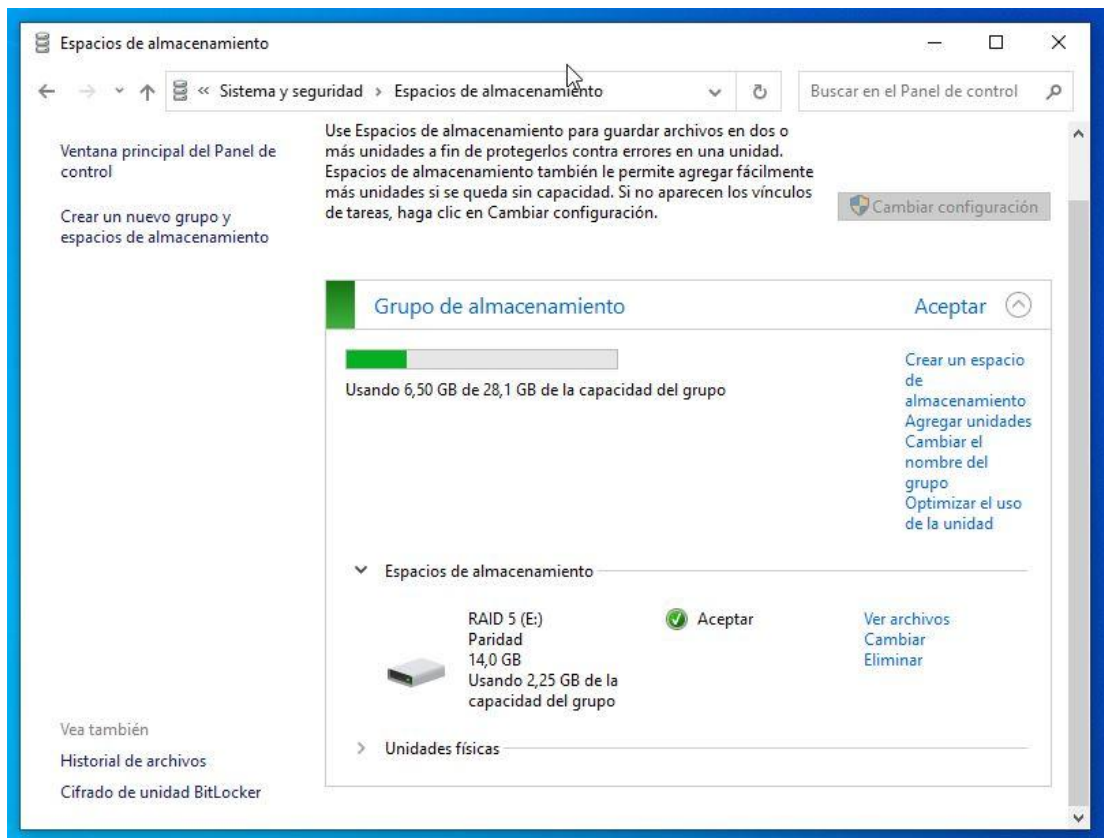 Espacios de almacenamiento
« Sistema y seguridad › Espacios de almacenamiento
Buscar en el Panel de control
Ventana principal del Panel de
control
Crear un nuevo grupo y
espacios de almacenamiento
Use Espacios de almacenamiento para guardar archivos en dos o
más unidades a fin de protegerlos contra errores en una unidad.
Espacios de almacenamiento también le permite agregar fácilmente
más unidades si se queda sin capacidad. Si no aparecen los vínculos
de tareas, haga clic en Cambiar configuración.
Cambiar configuración
Grupo de almacenamiento
Aceptar
Usando 6,50 GB de 28,1 GB de la capacidad del grupo
Crear un espacio
de
almacenamiento
Agregar unidades
Cambiar el
nombre del
grupo
Optimizar el uso
de la unidad
Espacios de almacenamiento
RAID 5 (E:)
Paridad
14,0 GB
Usando 2,25 GB de la
capacidad del grupo
Aceptar
Ver archivos
Cambiar
Eliminar
Unidades físicas
Vea también
Historial de archivos
Cifrado de unidad BitLocker